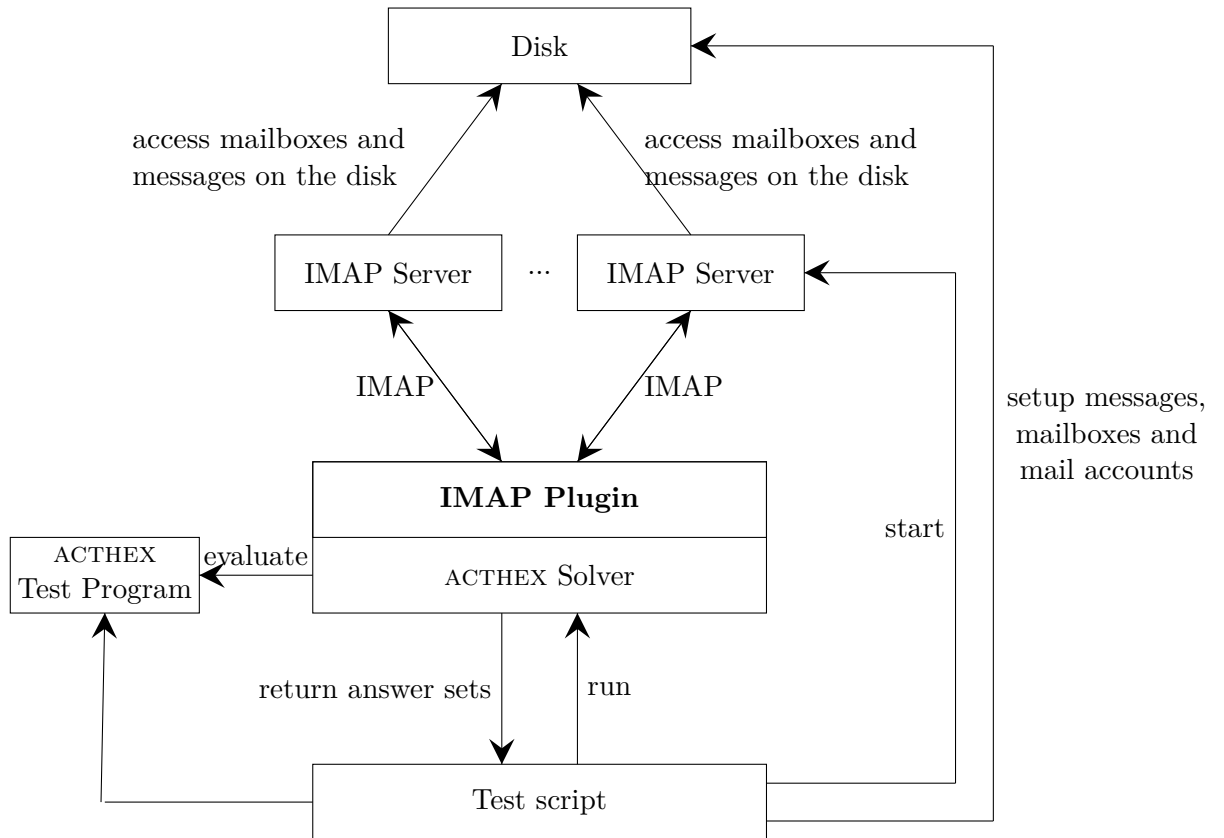 Disk
access mailboxes and
messages on the disk
access mailboxes and
messages on the disk
IMAP Server
...
IMAP Server
IMAP
IMAP
setup messages,
mailboxes and
mail accounts
IMAP Plugin
start
ACTHEX
Test Program
evaluate
ACTHEX Solver
return answer sets
run
Test script